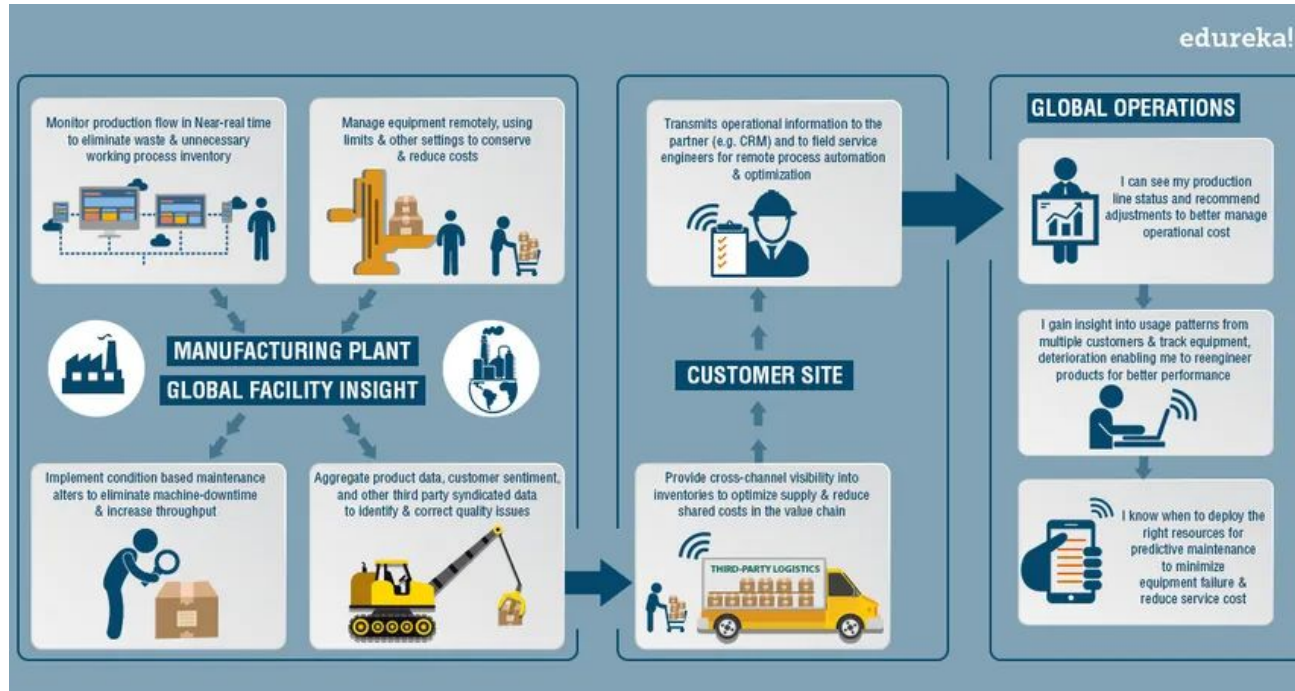 edureka!
Monitor production flow in Near-real time
to eliminate waste & unnecessary
working process inventory
Manage equipment remotely, using
limits & other settings to conserve
& reduce costs
MANUFACTURING PLANT
GLOBAL FACILITY INSIGHT
Implement condition based maintenance
alters to eliminate machine-downtime
& increase throughput
Aggregate product data, customer sentiment,
and other third party syndicated data
to identify & correct quality issues
Transmits operational information to the
partner (e.g. CRM) and to field service
engineers for remote process automation
& optimization
CUSTOMER SITE
Provide cross-channel visibility into
inventories to optimize supply & reduce
shared costs in the value chain
THIRD-PARTY LOGISTICS
GLOBAL OPERATIONS
I can see my production
line status and recommend
adjustments to better manage
operational cost
I gain insight into usage patterns from
multiple customers & track equipment,
deterioration enabling me to reengineer
products for better performance
I know when to deploy the
right resources for
predictive maintenance
to minimize
equipment failure &
reduce service cost